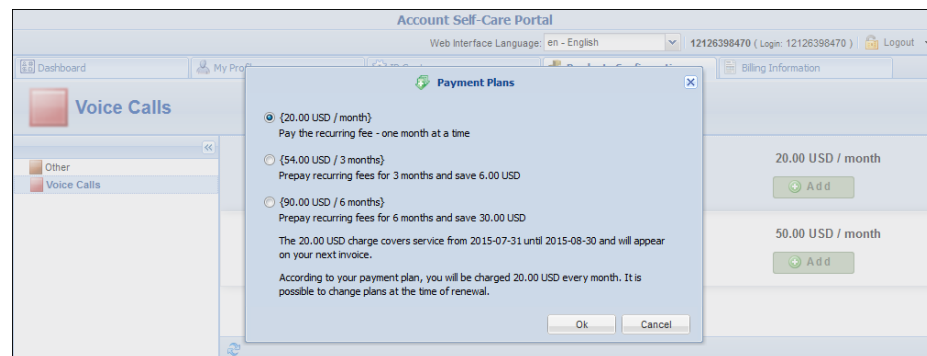 Account Self-Care Portal
Web Interface Language: en - English 12126398470 ( Login: 12126398470 ) Logout
Dashboard My Billing Information
Payment Plans
Voice Calls
{20.00 USD / month}
Pay the recurring fee - one month at a time
{54.00 USD / 3 months}
Prepay recurring fees for 3 months and save 6.00 USD
{90.00 USD / 6 months}
Prepay recurring fees for 6 months and save 30.00 USD
The 20.00 USD charge covers service from 2015-07-31 until 2015-08-30 and will appear
on your next invoice.
According to your payment plan, you will be charged 20.00 USD every month. It is
possible to change plans at the time of renewal.
Ok Cancel
Other
Voice Calls
20.00 USD / month
Add
50.00 USD / month
Add